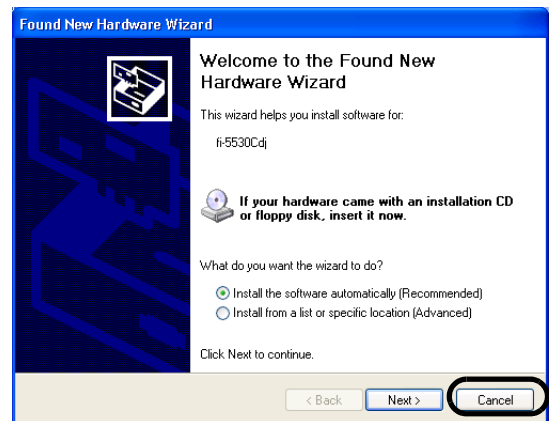 Found New Hardware Wizard
Welcome to the Found New
Hardware Wizard
This wizard helps you install software for:
fi-5530Cdj
If your hardware came with an installation CD
or floppy disk, insert it now.
What do you want the wizard to do?
Install the software automatically (Recommended)
Install from a list or specific location (Advanced)
Click Next to continue.
< Back
Next >
Cancel